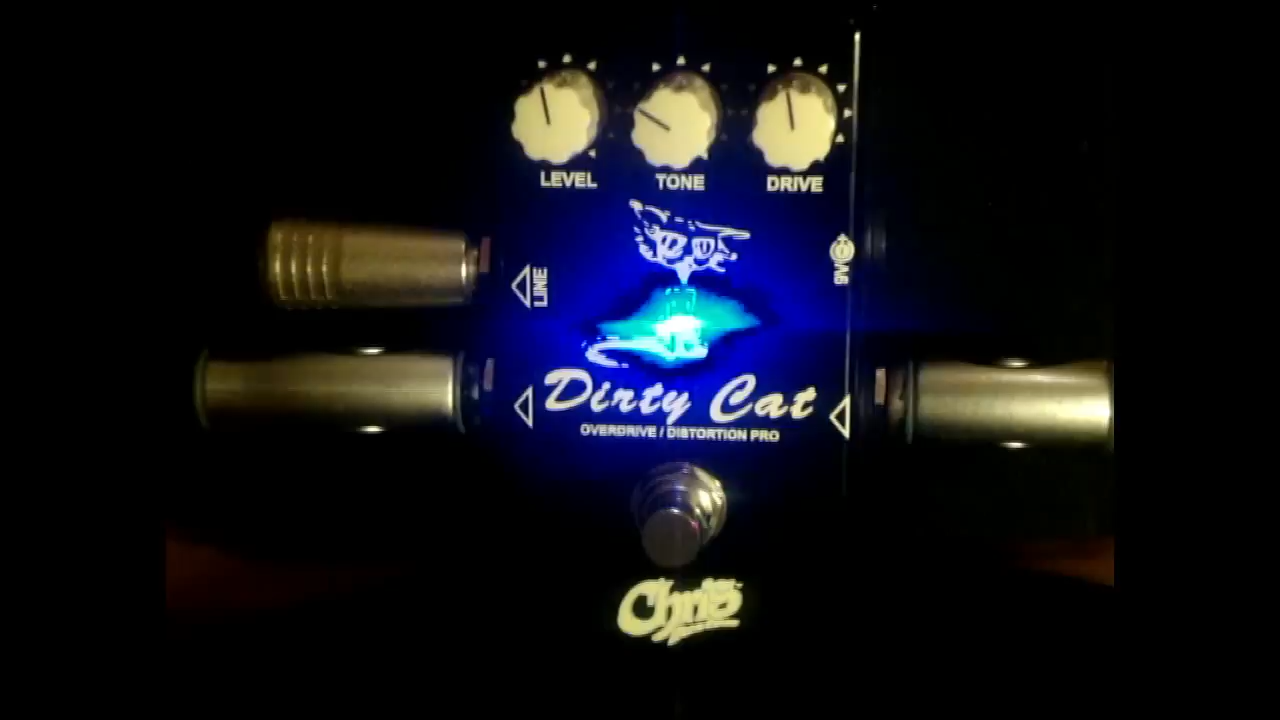 LEVEL TONE DRIVE
LINE
9V
Dirty Cat
OVERDRIVE / DISTORTION PRO
Chris